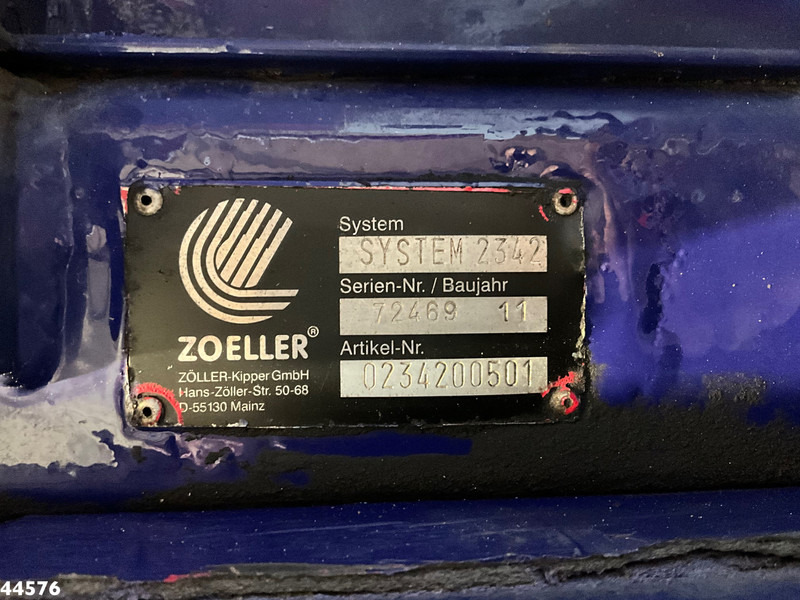 System
SYSTEM 2342
Serien-Nr. / Baujahr
72469 11
Artikel-Nr.
0234200501
ZOELLER®
ZÖLLER-Kipper GmbH
Hans-Zöller-Str. 50-68
D-55130 Mainz
44576